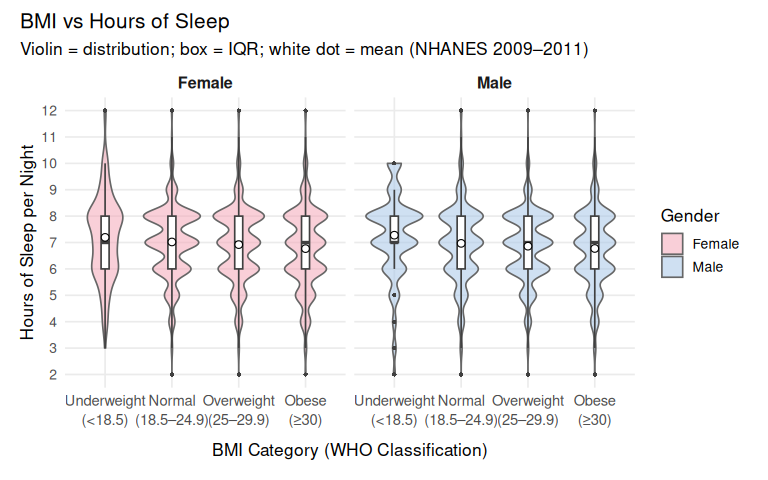 BMI vs Hours of Sleep
Violin = distribution; box = IQR; white dot = mean (NHANES 2009–2011)
Female
Male
Hours of Sleep per Night
12
11
10
9
8
7
6
5
4
3
2
Underweight Normal Overweight Obese
(<18.5) (18.5–24.9)(25–29.9) (≥30)
Underweight Normal Overweight Obese
(<18.5) (18.5–24.9)(25–29.9) (≥30)
BMI Category (WHO Classification)
Gender
Female
Male